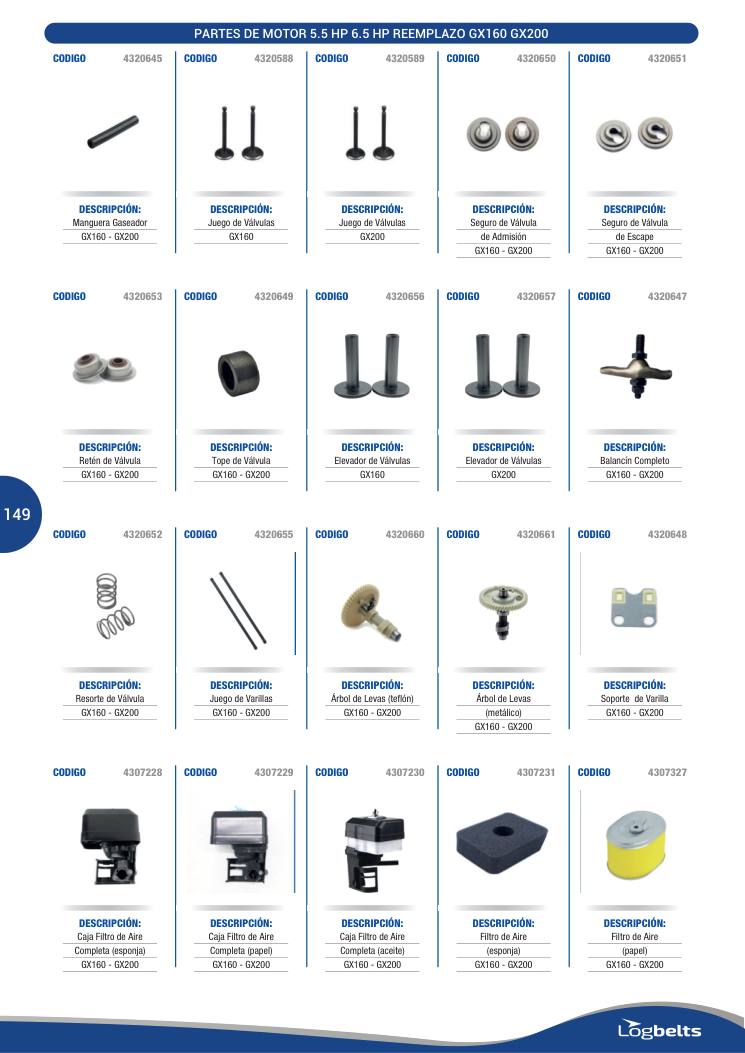 PARTES DE MOTOR 5.5 HP 6.5 HP REEMPLAZO GX160 GX200
CODIGO 4320645
DESCRIPCIÓN:
Manguera Gaseador
GX160 - GX200
CODIGO 4320588
DESCRIPCIÓN:
Juego de Válvulas
GX160
CODIGO 4320589
DESCRIPCIÓN:
Juego de Válvulas
GX200
CODIGO 4320650
DESCRIPCIÓN:
Seguro de Válvula
de Admisión
GX160 - GX200
CODIGO 4320651
DESCRIPCIÓN:
Seguro de Válvula
de Escape
GX160 - GX200
CODIGO 4320653
DESCRIPCIÓN:
Retén de Válvula
GX160 - GX200
CODIGO 4320649
DESCRIPCIÓN:
Tope de Válvula
GX160 - GX200
CODIGO 4320656
DESCRIPCIÓN:
Elevador de Válvulas
GX160
CODIGO 4320657
DESCRIPCIÓN:
Elevador de Válvulas
GX200
CODIGO 4320647
DESCRIPCIÓN:
Balancín Completo
GX160 - GX200
149
CODIGO 4320652
DESCRIPCIÓN:
Resorte de Válvula
GX160 - GX200
CODIGO 4320655
DESCRIPCIÓN:
Juego de Varillas
GX160 - GX200
CODIGO 4320660
DESCRIPCIÓN:
Árbol de Levas (teflón)
GX160 - GX200
CODIGO 4320661
DESCRIPCIÓN:
Árbol de Levas
(metálico)
GX160 - GX200
CODIGO 4320648
DESCRIPCIÓN:
Soporte de Varilla
GX160 - GX200
CODIGO 4307228
DESCRIPCIÓN:
Caja Filtro de Aire
Completa (esponja)
GX160 - GX200
CODIGO 4307229
DESCRIPCIÓN:
Caja Filtro de Aire
Completa (papel)
GX160 - GX200
CODIGO 4307230
DESCRIPCIÓN:
Caja Filtro de Aire
Completa (aceite)
GX160 - GX200
CODIGO 4307231
DESCRIPCIÓN:
Filtro de Aire
(esponja)
GX160 - GX200
CODIGO 4307327
DESCRIPCIÓN:
Filtro de Aire
(papel)
GX160 - GX200
Logbelts